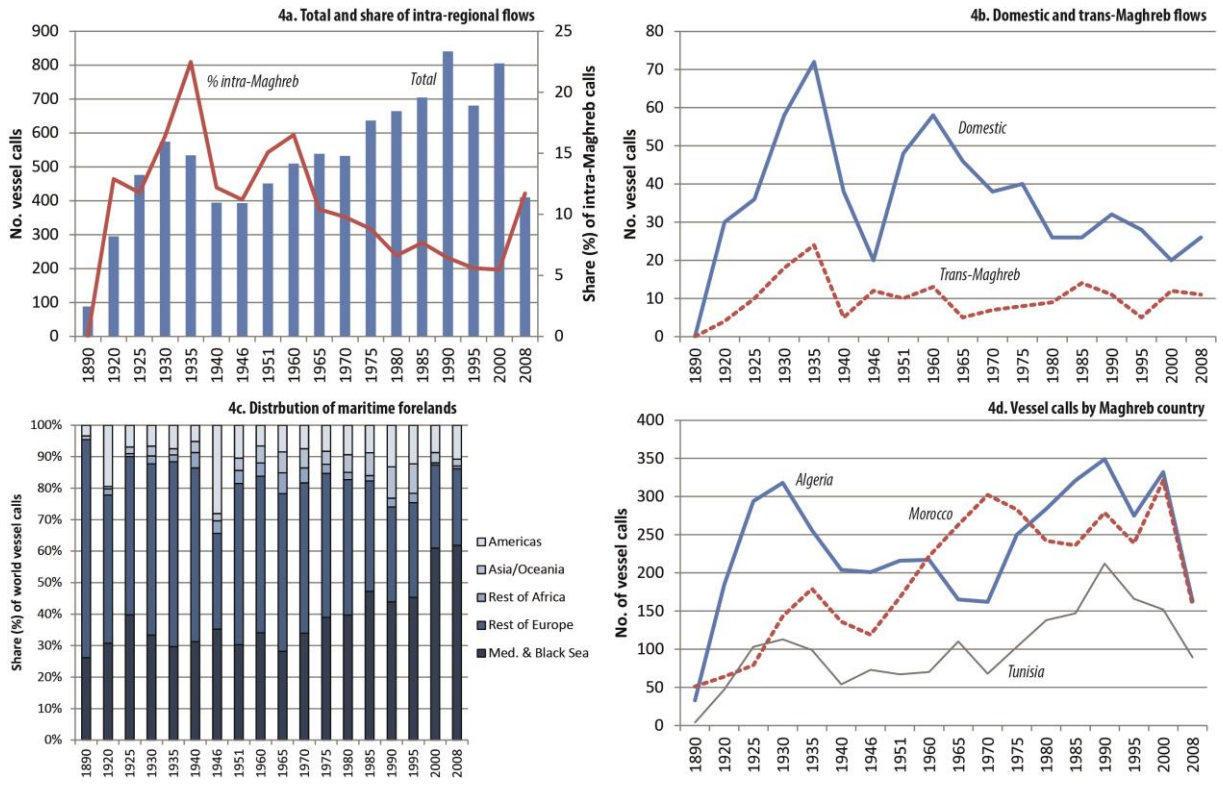 4a. Total and share of intra-regional flows
900
800
700
600
500
400
300
200
100
0
No. vessel calls
25
20
15
10
5
0
Share (%) of intra-Maghreb calls
% intra-Maghreb
Total
1890 1920 1925 1930 1935 1940 1946 1951 1960 1965 1970 1975 1980 1985 1990 1995 2000 2008
4b. Domestic and trans-Maghreb flows
80
70
60
50
40
30
20
10
0
No. vessel calls
Domestic
Trans-Maghreb
1890 1920 1925 1930 1935 1940 1946 1951 1960 1965 1970 1975 1980 1985 1990 1995 2000 2008
4c. Distrbution of maritime forelands
100%
90%
80%
70%
60%
50%
40%
30%
20%
10%
0%
Share (%) of world vessel calls
Americas
Asia/Oceania
Rest of Africa
Rest of Europe
Med. & Black Sea
1890 1920 1925 1930 1935 1940 1946 1951 1960 1965 1970 1975 1980 1985 1990 1995 2000 2008
4d. Vessel calls by Maghreb country
400
350
300
250
200
150
100
50
0
No. of vessel calls
Algeria
Morocco
Tunisia
1890 1920 1925 1930 1935 1940 1946 1951 1960 1965 1970 1975 1980 1985 1990 1995 2000 2008